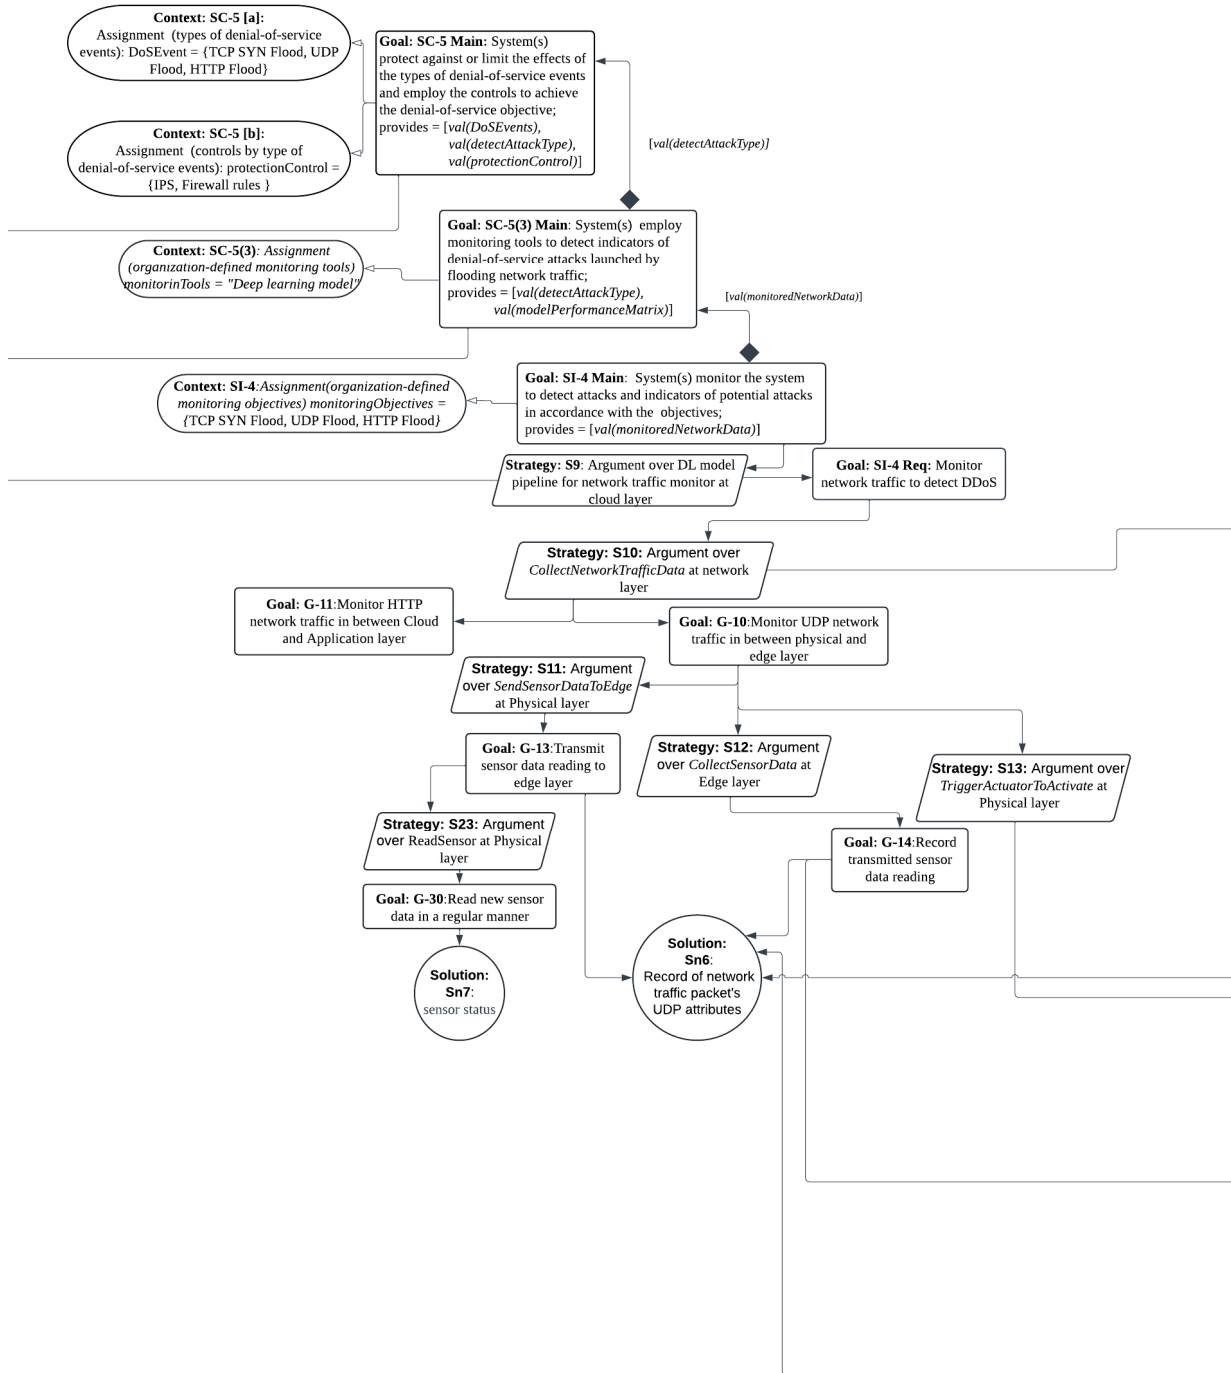 Context: SC-5 [a]:
Assignment (types of denial-of-service
events): DoSEvent = {TCP SYN Flood, UDP
Flood, HTTP Flood}
Goal: SC-5 Main: System(s)
protect against or limit the effects of
the types of denial-of-service events
and employ the controls to achieve
the denial-of-service objective;
provides = [val(DoSEvents),
val(detectAttackType),
val(protectionControl)]
Context: SC-5 [b]:
Assignment (controls by type of
denial-of-service events): protectionControl =
{IPS, Firewall rules }
[val(detectAttackType)]
Goal: SC-5(3) Main: System(s) employ
monitoring tools to detect indicators of
denial-of-service attacks launched by
flooding network traffic;
provides = [val(detectAttackType),
val(modelPerformanceMatrix)]
Context: SC-5(3): Assignment
(organization-defined monitoring tools)
monitorinTools = "Deep learning model"
[val(monitoredNetworkData)]
Goal: SI-4 Main: System(s) monitor the system
to detect attacks and indicators of potential attacks
in accordance with the objectives;
provides = [val(monitoredNetworkData)]
Context: SI-4:Assignment(organization-defined
monitoring objectives) monitoringObjectives =
{TCP SYN Flood, UDP Flood, HTTP Flood}
Strategy: S9: Argument over DL model
pipeline for network traffic monitor at
cloud layer
Goal: SI-4 Req: Monitor
network traffic to detect DDoS
Strategy: S10: Argument over
CollectNetworkTrafficData at network
layer
Goal: G-11:Monitor HTTP
network traffic in between Cloud
and Application layer
Goal: G-10:Monitor UDP network
traffic in between physical and
edge layer
Strategy: S11: Argument
over SendSensorDataToEdge
at Physical layer
Goal: G-13:Transmit
sensor data reading to
edge layer
Strategy: S12: Argument
over CollectSensorData at
Edge layer
Strategy: S13: Argument over
TriggerActuatorToActivate at
Physical layer
Strategy: S23: Argument
over ReadSensor at Physical
layer
Goal: G-14:Record
transmitted sensor
data reading
Goal: G-30:Read new sensor
data in a regular manner
Solution:
Sn7:
sensor status
Solution:
Sn6:
Record of network
traffic packet's
UDP attributes